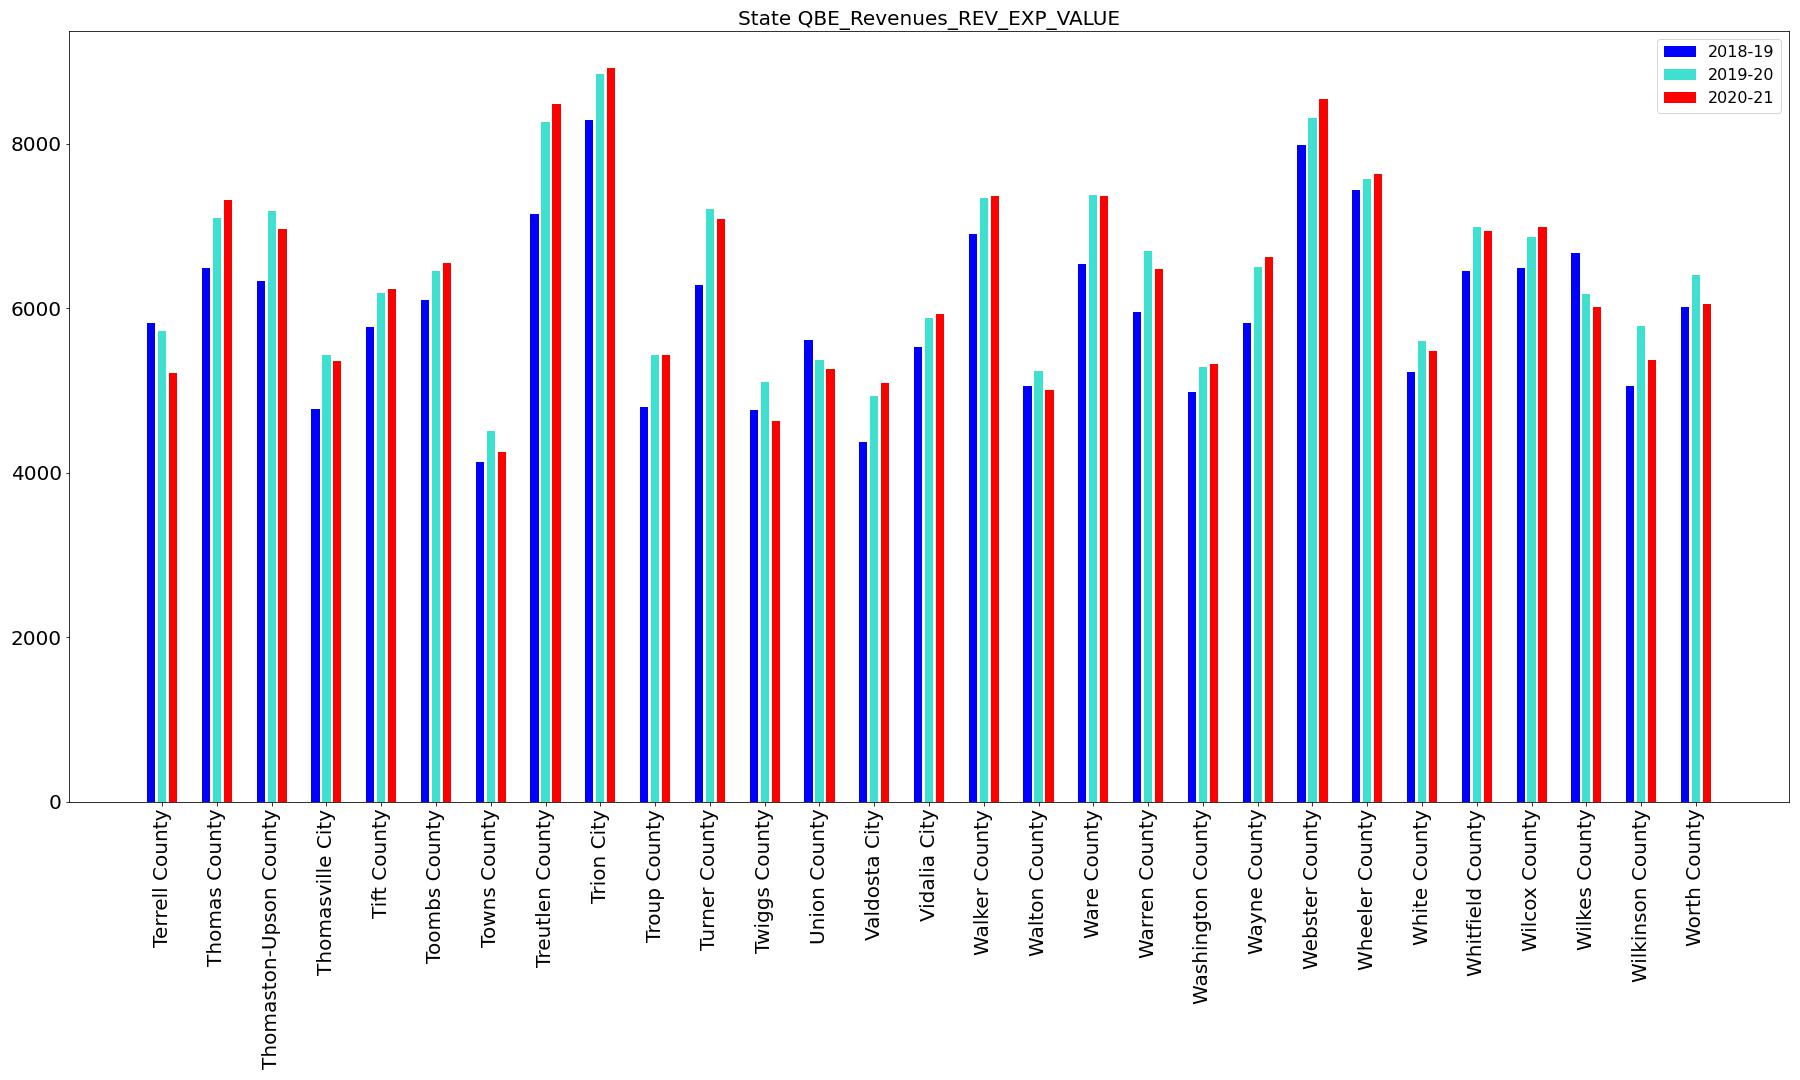 State QBE_Revenues_REV_EXP_VALUE
2018-19
2019-20
2020-21
8000
6000
4000
2000
0
Terrell County
Thomas County
Thomaston-Upson County
Thomasville City
Tift County
Toombs County
Towns County
Treutlen County
Trion City
Troup County
Turner County
Twiggs County
Union County
Valdosta City
Vidalia City
Walker County
Walton County
Ware County
Warren County
Washington County
Wayne County
Webster County
Wheeler County
White County
Whitfield County
Wilcox County
Wilkes County
Wilkinson County
Worth County